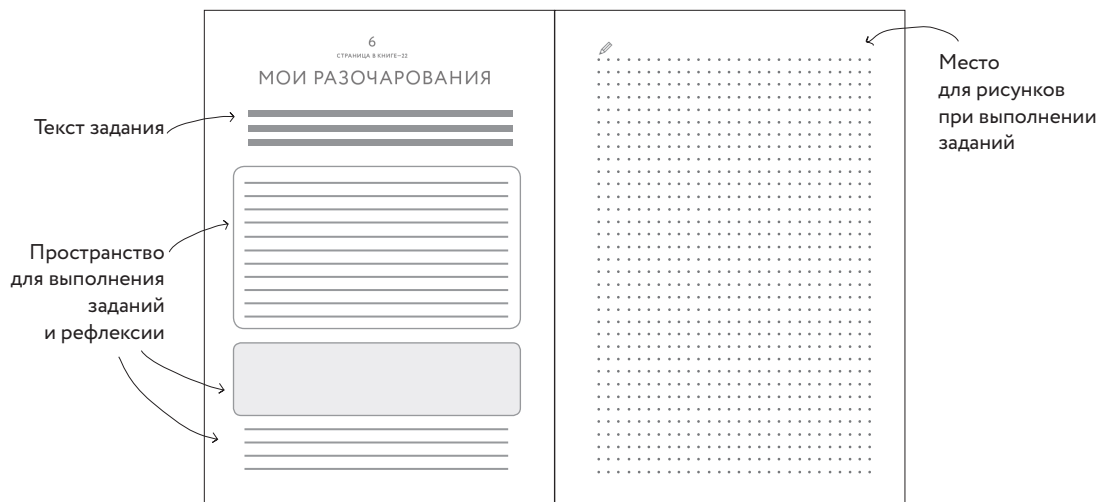 6
СТРАНИЦА В КНИГЕ–22
МОИ РАЗОЧАРОВАНИЯ
Текст задания
Пространство
для выполнения
заданий
и рефлексии
Место
для рисунков
при выполнении
заданий